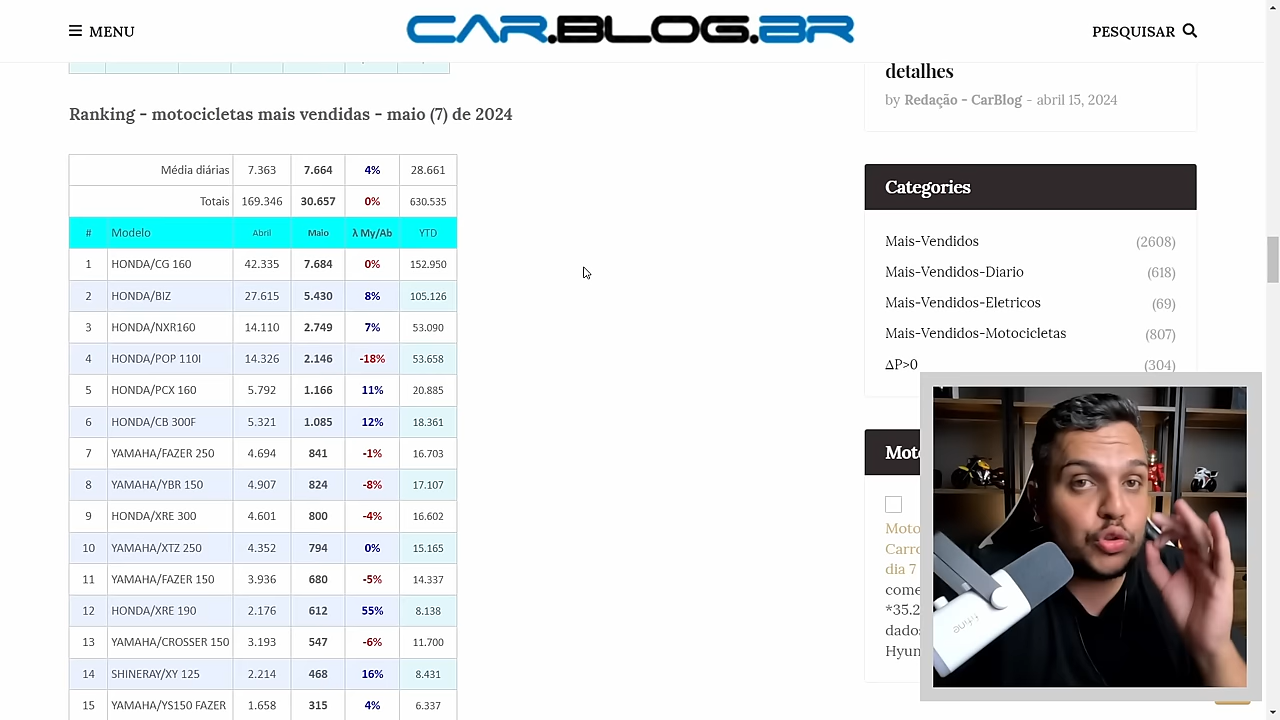 MENU
CAR.BLOG.BR
PESQUISAR
detalhes
by Redação - CarBlog - abril 15, 2024
Ranking - motocicletas mais vendidas - maio (7) de 2024
Média diárias 7.363 7.664 4% 28.661
Totais 169.346 30.657 0% 630.535
# Modelo Abril Maio λ My/Ab YTD
1 HONDA/CG 160 42.335 7.684 0% 152.950
2 HONDA/BIZ 27.615 5.430 8% 105.126
3 HONDA/NXR160 14.110 2.749 7% 53.090
4 HONDA/POP 110I 14.326 2.146 -18% 53.658
5 HONDA/PCX 160 5.792 1.166 11% 20.885
6 HONDA/CB 300F 5.321 1.085 12% 18.361
7 YAMAHA/FAZER 250 4.694 841 -1% 16.703
8 YAMAHA/YBR 150 4.907 824 -8% 17.107
9 YAMAHA/XRE 300 4.601 800 -4% 16.602
10 YAMAHA/XTZ 250 4.352 794 0% 15.165
11 YAMAHA/FAZER 150 3.936 680 -5% 14.337
12 HONDA/XRE 190 2.176 612 55% 8.138
13 YAMAHA/CROSSER 150 3.193 547 -6% 11.700
14 SHINERAY/XY 125 2.214 468 16% 8.431
15 YAMAHA/YS150 FAZER 1.658 315 4% 6.337
Categories
Mais-Vendidos (2608)
Mais-Vendidos-Diario (618)
Mais-Vendidos-Eletricos (69)
Mais-Vendidos-Motocicletas (807)
ΔP>0 (304)
Moto
Moto
Carro
dia 7
come
*35.2
dado
Hyun
fifine